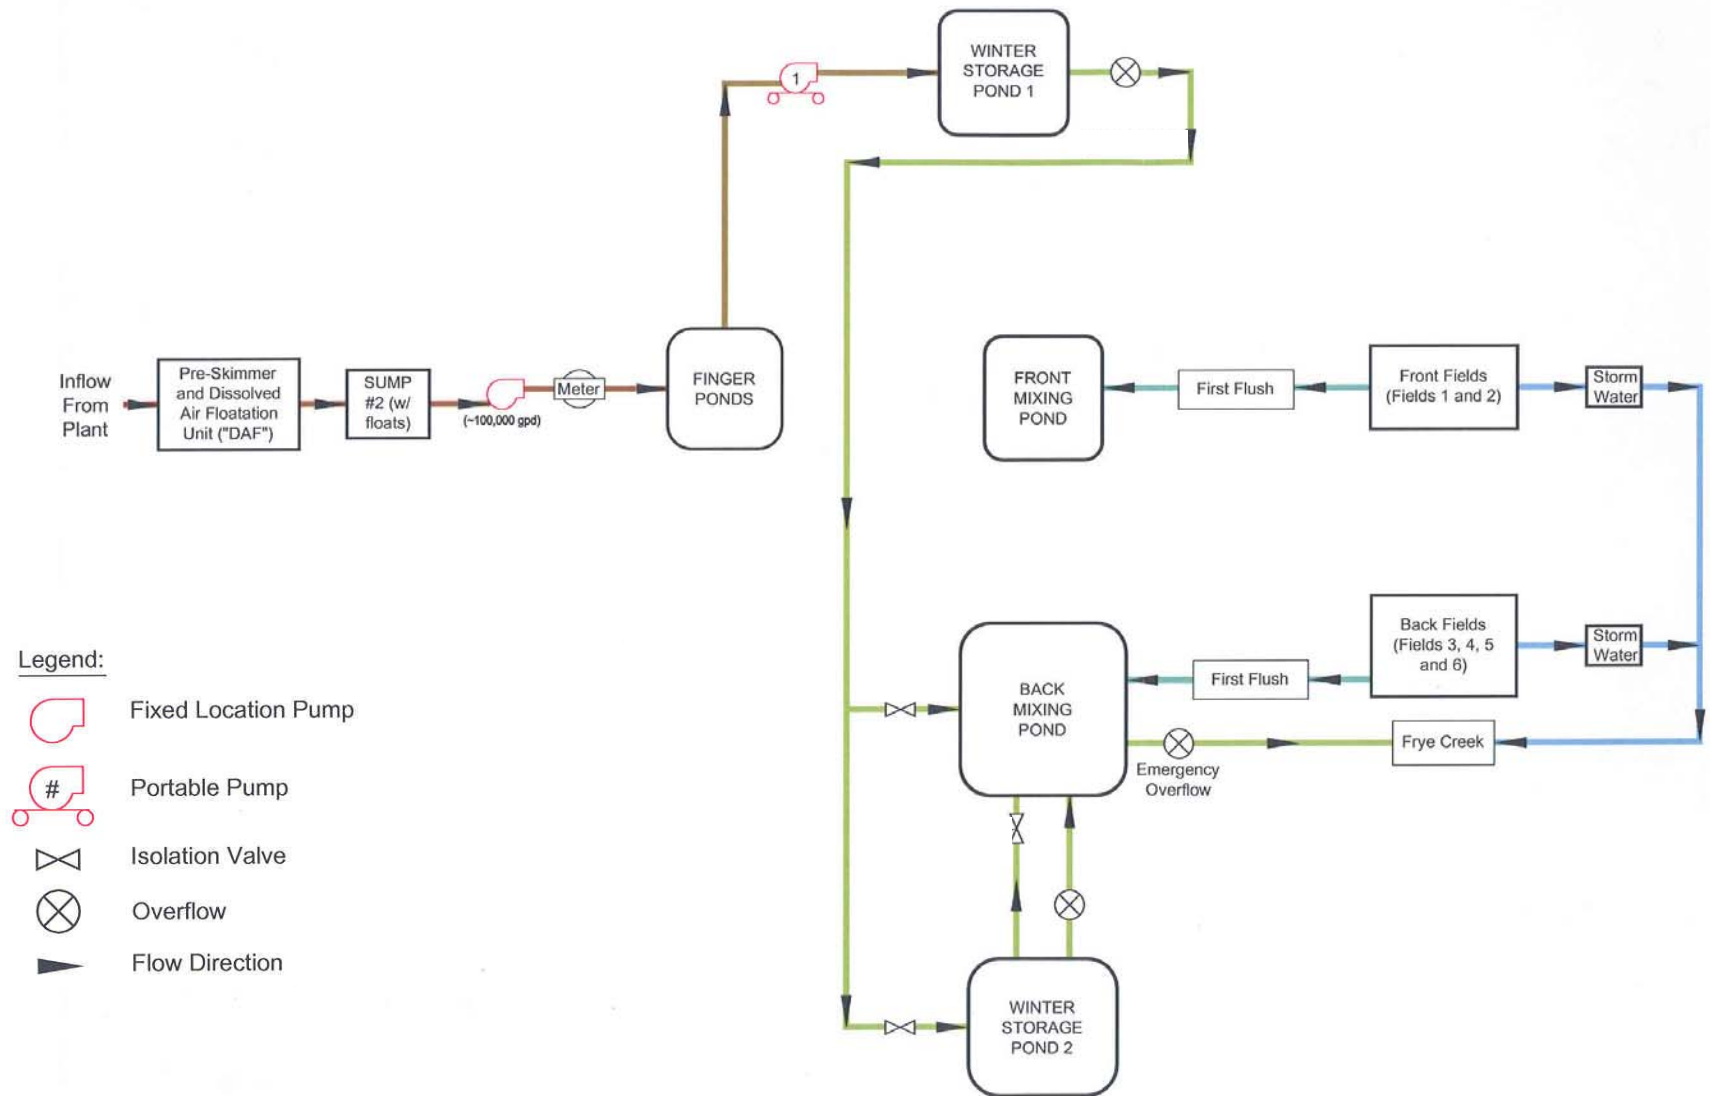 WINTER
STORAGE
POND 1
1
Inflow
From
Plant
Pre-Skimmer
and Dissolved
Air Floatation
Unit ("DAF")
SUMP
#2 (w/
floats)
(~100,000 gpd)
Meter
FINGER
PONDS
FRONT
MIXING
POND
First Flush
Front Fields
(Fields 1 and 2)
Storm
Water
Back Fields
(Fields 3, 4, 5
and 6)
Storm
Water
First Flush
BACK
MIXING
POND
Emergency
Overflow
Frye Creek
WINTER
STORAGE
POND 2
Legend:
Fixed Location Pump
#
Portable Pump
Isolation Valve
Overflow
Flow Direction